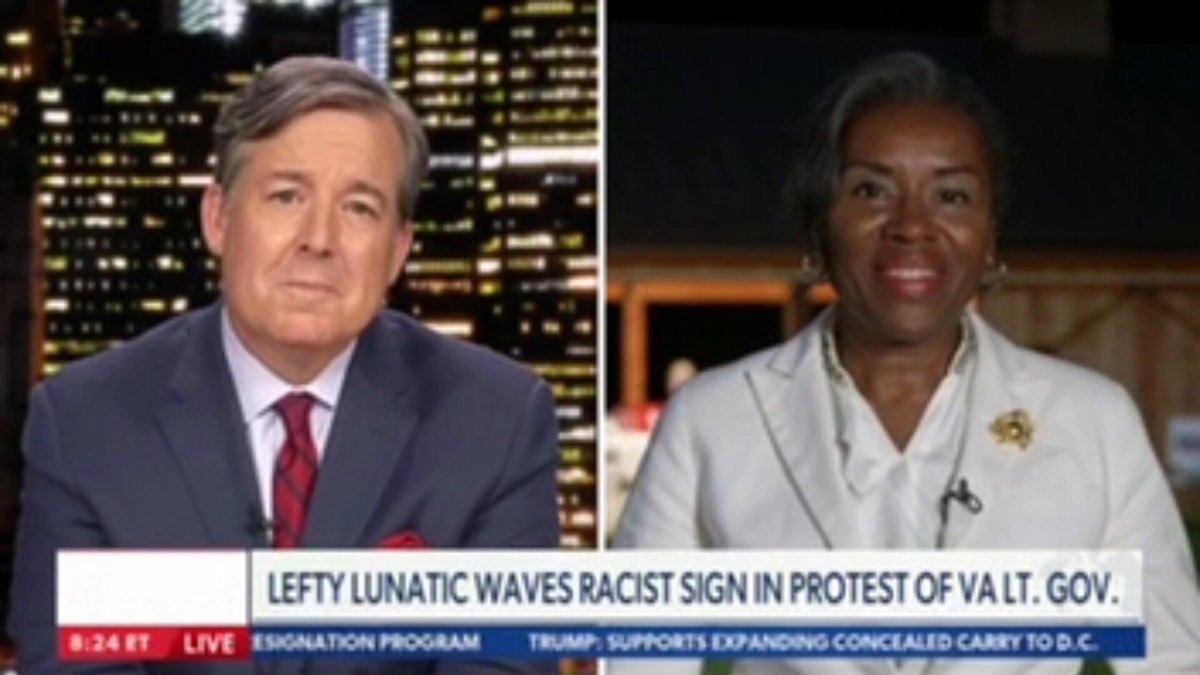 LEFTY LUNATIC WAVES RACIST SIGN IN PROTEST OF VA LT. GOV.
8:24 ET LIVE ESIGNATION PROGRAM TRUMP: SUPPORTS EXPANDING CONCEALED CARRY TO D.C.